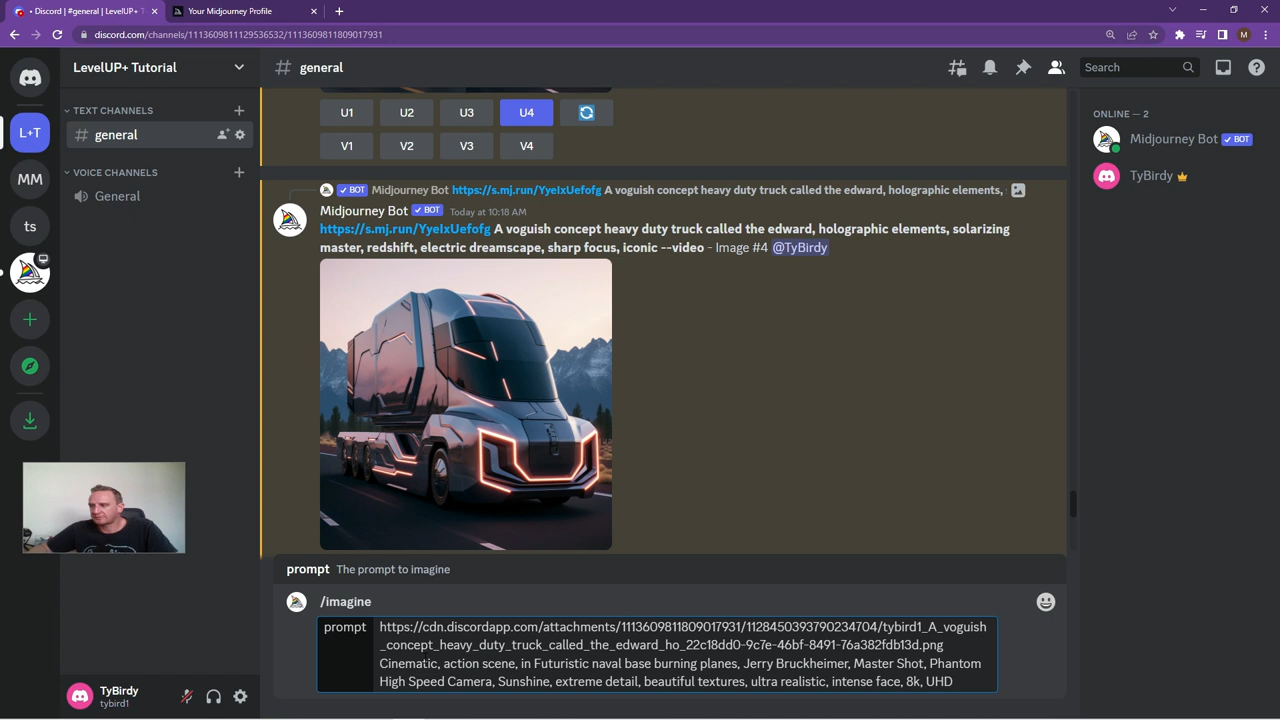 • Discord | #general | LevelUP+ T
Your Midjourney Profile
discord.com/channels/1113609811129536532/1113609811809017931
M
LevelUP+ Tutorial
general
Search
TEXT CHANNELS
general
VOICE CHANNELS
General
L+T
MM
ts
U1 U2 U3 U4
V1 V2 V3 V4
BOT Midjourney Bot https://s.mj.run/YyeIxUefofg A voguish concept heavy duty truck called the edward, holographic elements,
Midjourney Bot BOT Today at 10:18 AM
https://s.mj.run/YyeIxUefofg A voguish concept heavy duty truck called the edward, holographic elements, solarizing
master, redshift, electric dreamscape, sharp focus, iconic --video - Image #4 @TyBirdy
prompt The prompt to imagine
/imagine
prompt https://cdn.discordapp.com/attachments/1113609811809017931/1128450393790234704/tybird1_A_voguish
_concept_heavy_duty_truck_called_the_edward_ho_22c18dd0-9c7e-46bf-8491-76a382fdb13d.png
Cinematic, action scene, in Futuristic naval base burning planes, Jerry Bruckheimer, Master Shot, Phantom
High Speed Camera, Sunshine, extreme detail, beautiful textures, ultra realistic, intense face, 8k, UHD
TyBirdy
tybird1
ONLINE — 2
Midjourney Bot BOT
TyBirdy